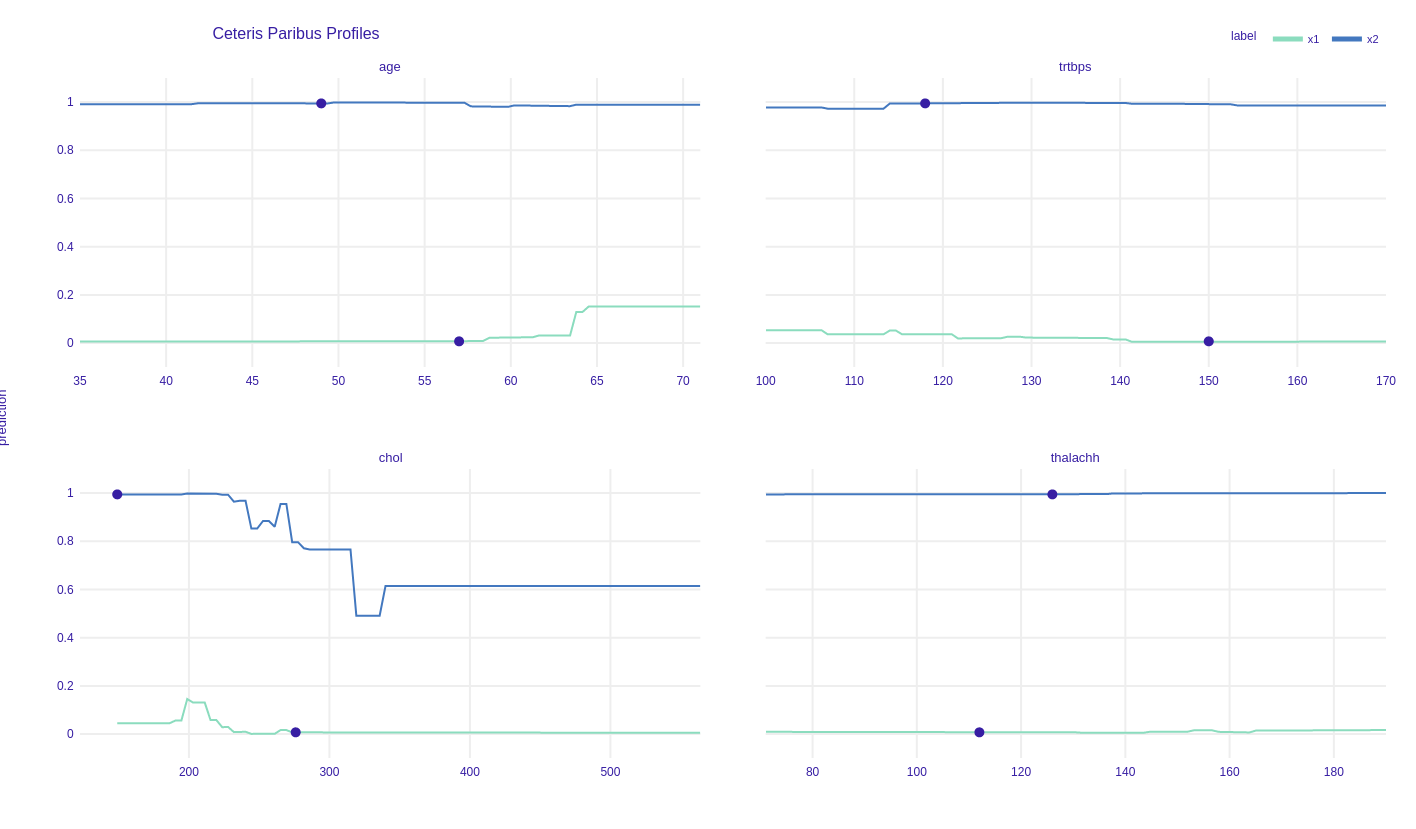 Ceteris Paribus Profiles
label x1 x2
age
trtbps
1
0.8
0.6
0.4
0.2
0
35 40 45 50 55 60 65 70
100 110 120 130 140 150 160 170
prediction
chol
thalachh
1
0.8
0.6
0.4
0.2
0
200 300 400 500
80 100 120 140 160 180